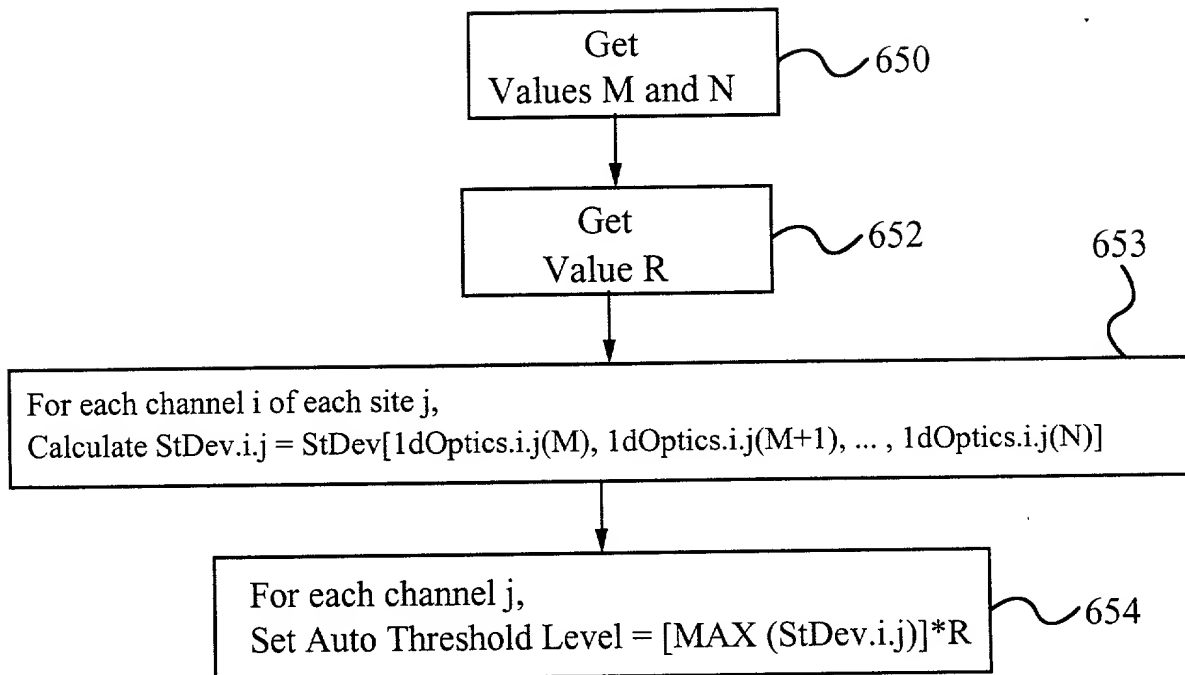 Get
Values M and N
650
Get
Value R
652
653
For each channel i of each site j,
Calculate StDev.i.j = StDev[1dOptics.i.j(M), 1dOptics.i.j(M+1), ... , 1dOptics.i.j(N)]
For each channel j,
Set Auto Threshold Level = [MAX (StDev.i.j)]*R
654